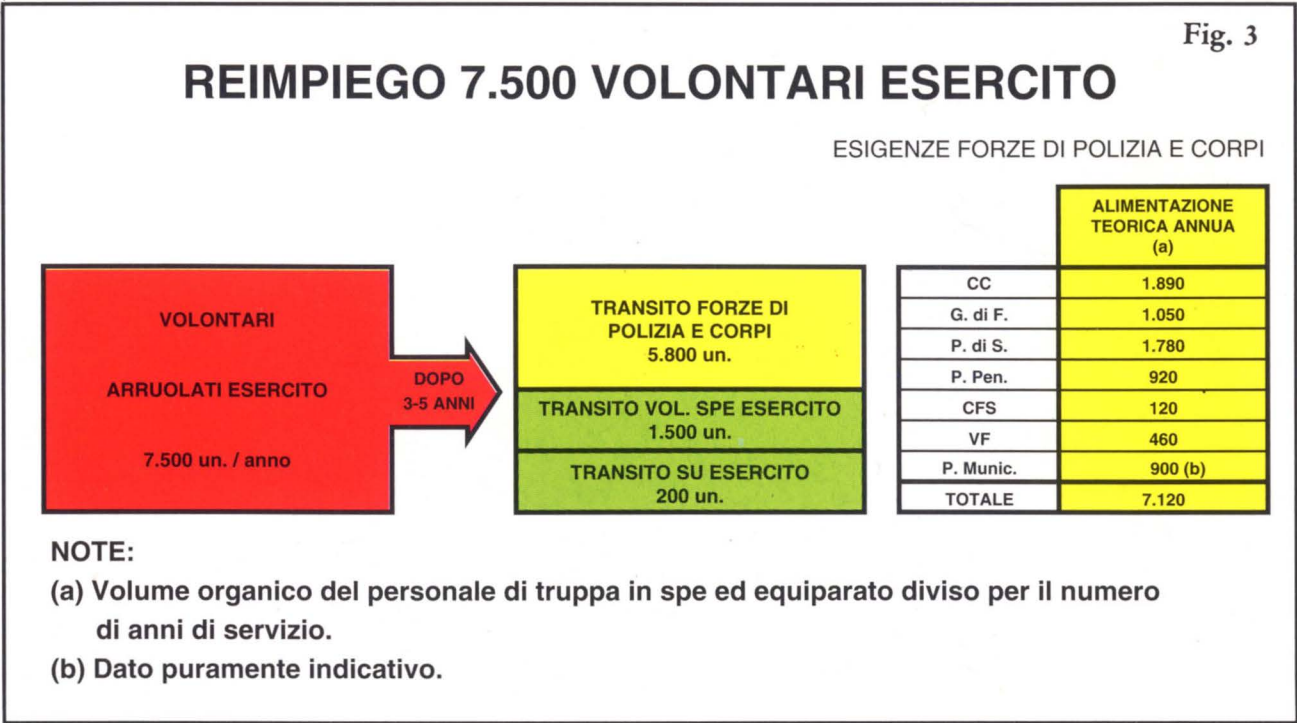 Fig. 3
REIMPIEGO 7.500 VOLONTARI ESERCITO
ESIGENZE FORZE DI POLIZIA E CORPI
VOLONTARI
ARRUOLATI ESERCITO
7.500 un. / anno
DOPO
3-5 ANNI
TRANSITO FORZE DI
POLIZIA E CORPI
5.800 un.
TRANSITO VOL. SPE ESERCITO
1.500 un.
TRANSITO SU ESERCITO
200 un.
ALIMENTAZIONE
TEORICA ANNUA
(a)
CC 1.890
G. di F. 1.050
P. di S. 1.780
P. Pen. 920
CFS 120
VF 460
P. Munic. 900 (b)
TOTALE 7.120
NOTE:
(a) Volume organico del personale di truppa in spe ed equiparato diviso per il numero
di anni di servizio.
(b) Dato puramente indicativo.